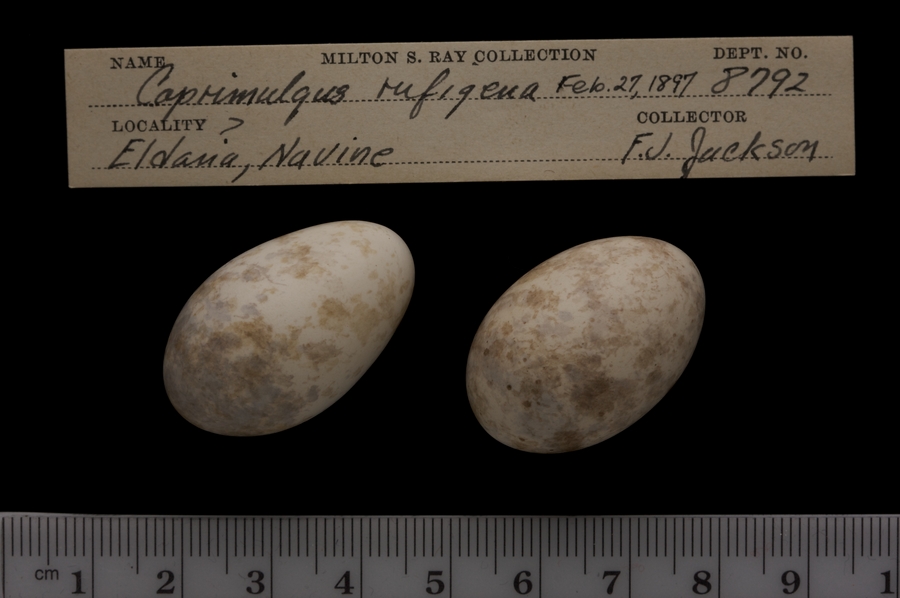 NAME MILTON S. RAY COLLECTION DEPT. NO.
Caprimulgus rufigena Feb. 27, 1897 8792
LOCALITY ? COLLECTOR
Eldaria, Navine F.J. Jackson
cm 1 2 3 4 5 6 7 8 9 1